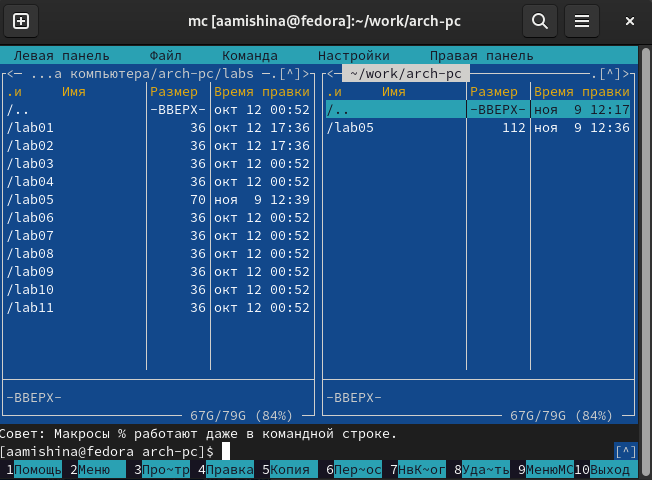 mc [aamishina@fedora]:~/work/arch-pc
Левая панель Файл Команда Настройки Правая панель
<─ ...а компьютера/arch-pc/labs ─.[^]> <─ ~/work/arch-pc ─.[^]>
.и Имя Размер Время правки .и Имя Размер Время правки
/.. -ВВЕРХ- окт 12 00:52 /.. -ВВЕРХ- ноя 9 12:17
/lab01 36 окт 12 17:36 /lab05 112 ноя 9 12:36
/lab02 36 окт 12 17:36
/lab03 36 окт 12 00:52
/lab04 36 окт 12 00:52
/lab05 70 ноя 9 12:39
/lab06 36 окт 12 00:52
/lab07 36 окт 12 00:52
/lab08 36 окт 12 00:52
/lab09 36 окт 12 00:52
/lab10 36 окт 12 00:52
/lab11 36 окт 12 00:52
-ВВЕРХ- -ВВЕРХ-
67G/79G (84%) 67G/79G (84%)
Совет: Макросы % работают даже в командной строке.
[aamishina@fedora arch-pc]$ [^]
1Помощь 2Меню 3Про~тр 4Правка 5Копия 6Пер~ос 7НвК~ог 8Уда~ть 9МенюMC 10Выход